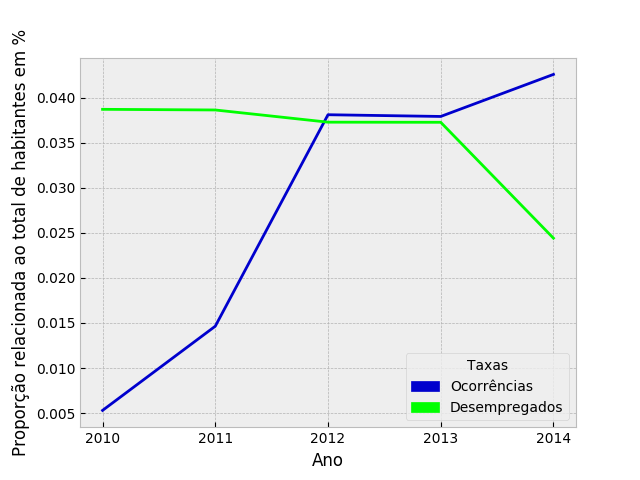 Proporção relacionada ao total de habitantes em %
0.040
0.035
0.030
0.025
0.020
0.015
0.010
0.005
Taxas
Ocorrências
Desempregados
2010 2011 2012 2013 2014
Ano